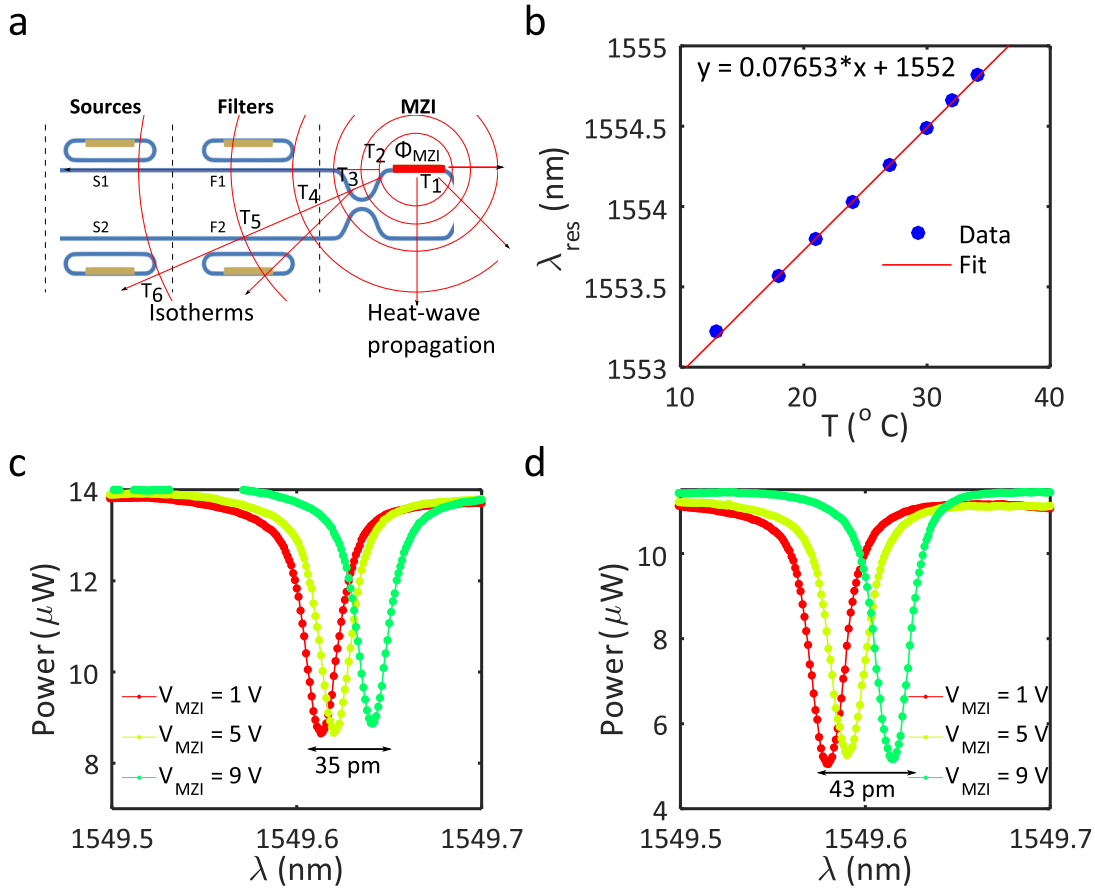 a
Sources Filters MZI
T2 ΦMZI
S1 F1 T3 T1
T4
S2 F2 T5
T6
Isotherms Heat-wave
propagation
b
y = 0.07653*x + 1552
1555
1554.5
1554
1553.5
1553
λres (nm)
Data
Fit
10 20 30 40
T (° C)
c
14
12
10
8
Power (μW)
VMZI = 1 V
VMZI = 5 V
VMZI = 9 V
35 pm
1549.5 1549.6 1549.7
λ (nm)
d
10
8
6
4
Power (μW)
VMZI = 1 V
VMZI = 5 V
VMZI = 9 V
43 pm
1549.5 1549.6 1549.7
λ (nm)